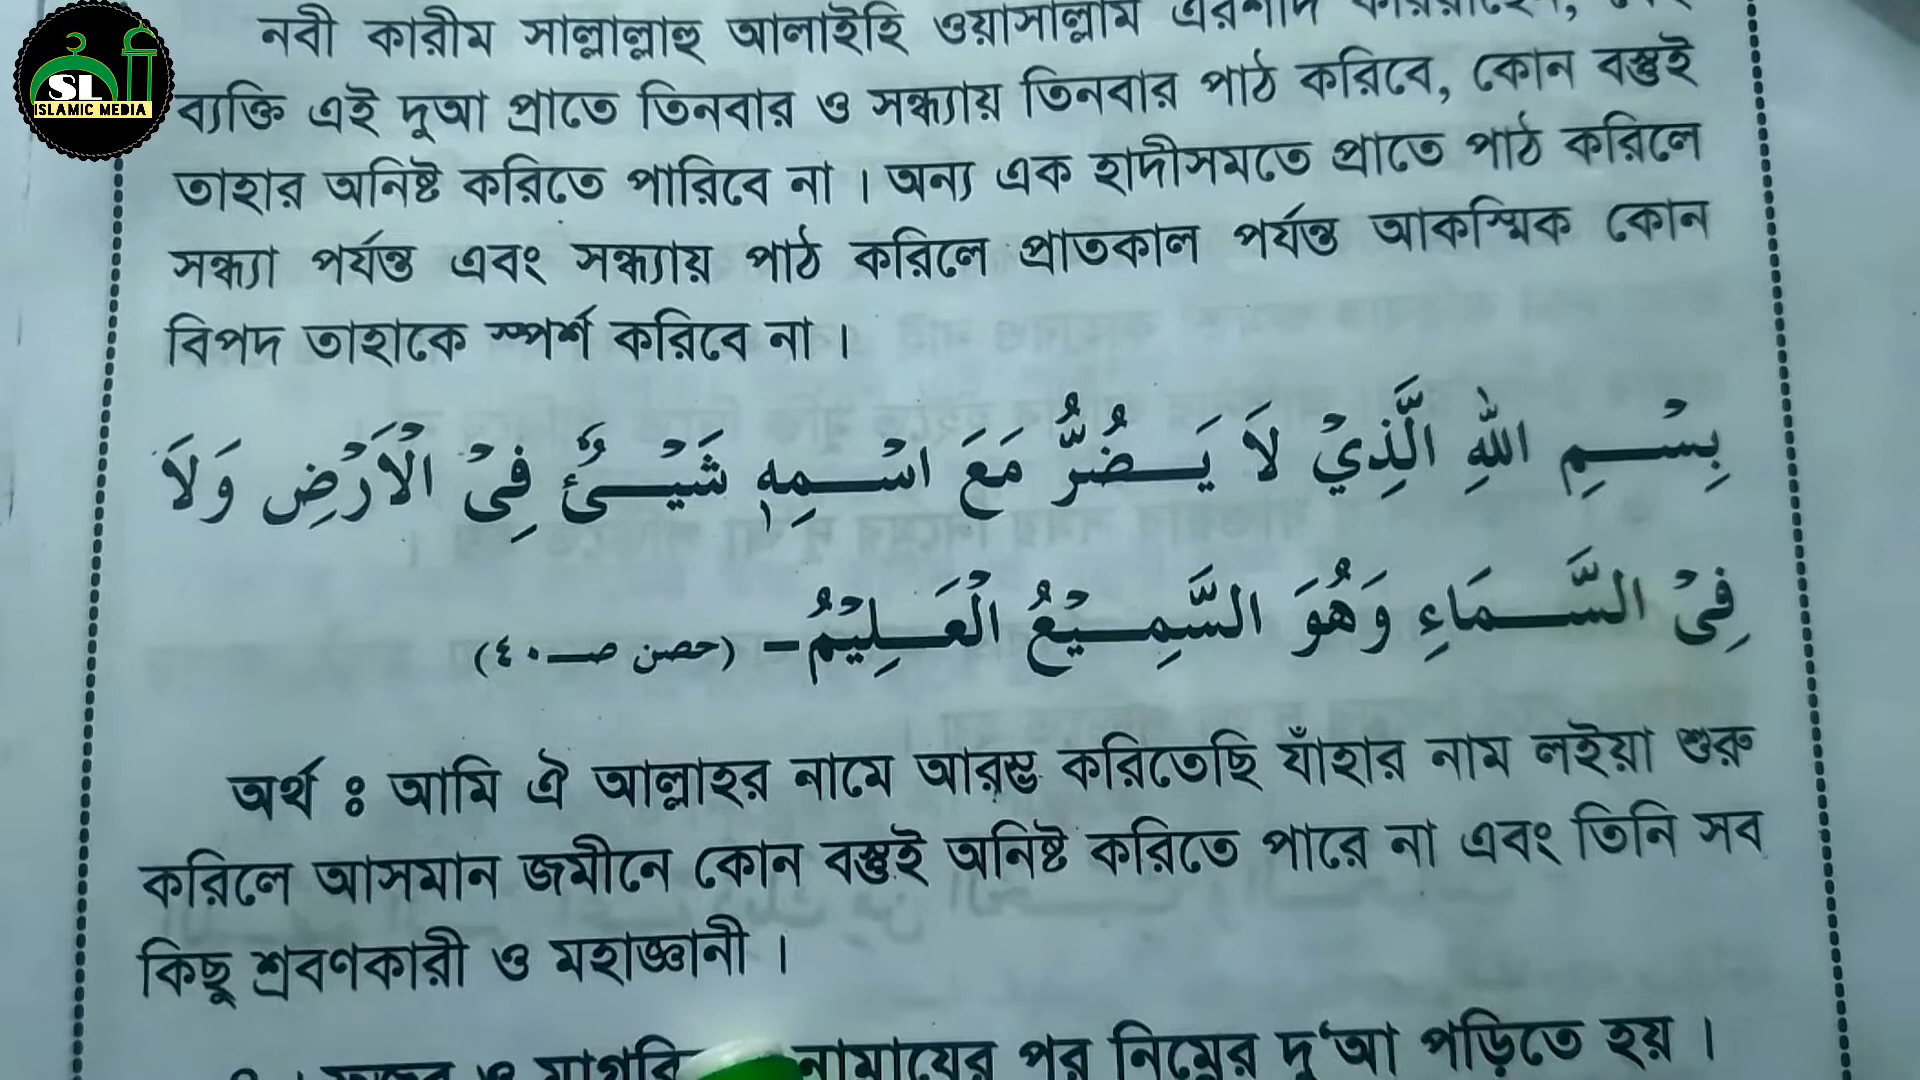 SL
ISLAMIC MEDIA
নবী কারীম সাল্লাল্লাহু আলাইহি ওয়াসাল্লাম এরশাদ
ব্যক্তি এই দুআ প্রাতে তিনবার ও সন্ধ্যায় তিনবার পাঠ করিবে, কোন বস্তুই
তাহার অনিষ্ট করিতে পারিবে না । অন্য এক হাদীসমতে প্রাতে পাঠ করিলে
সন্ধ্যা পর্যন্ত এবং সন্ধ্যায় পাঠ করিলে প্রাতকাল পর্যন্ত আকস্মিক কোন
বিপদ তাহাকে স্পর্শ করিবে না ।
بِسْمِ اللّٰهِ الَّذِيْ لَا يَضُرُّ مَعَ اسْمِهٖ شَيْئٌ فِىْ الْاَرْضِ وَلَا
فِىْ السَّمَاءِ وَهُوَ السَّمِيْعُ الْعَلِيْمُ– (حصن صـ٤٠)
অর্থ ঃ আমি ঐ আল্লাহর নামে আরম্ভ করিতেছি যাঁহার নাম লইয়া শুরু
করিলে আসমান জমীনে কোন বস্তুই অনিষ্ট করিতে পারে না এবং তিনি সব
কিছু শ্রবণকারী ও মহাজ্ঞানী ।
ও নামাযের পর নিম্নের দু'আ পড়িতে হয় ।